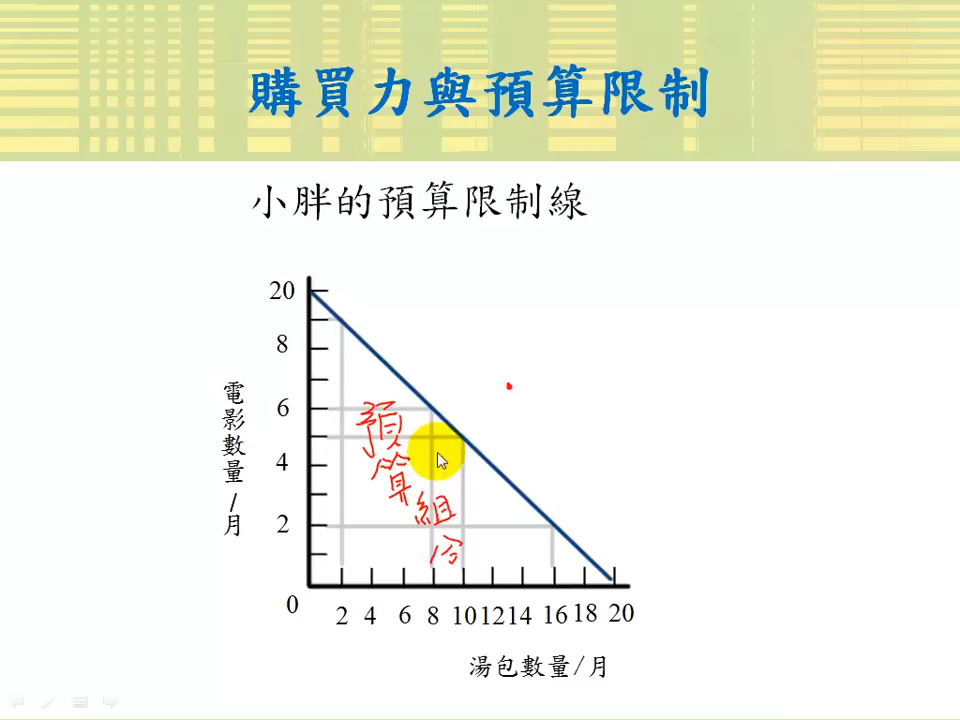 購買力與預算限制
小胖的預算限制線
20
8
6
4
2
0
電影數量/月
預算組合
2 4 6 8 10 12 14 16 18 20
湯包數量/月